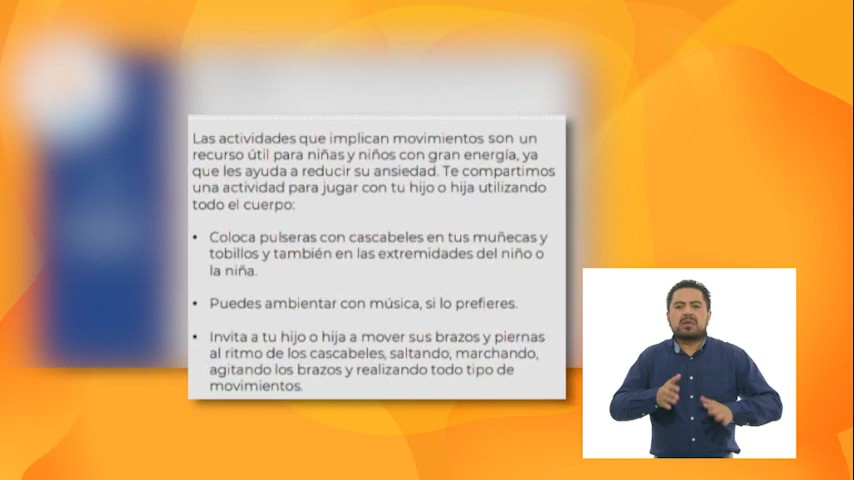 Las actividades que implican movimientos son un
recurso útil para niñas y niños con gran energía, ya
que les ayuda a reducir su ansiedad. Te compartimos
una actividad para jugar con tu hijo o hija utilizando
todo el cuerpo:
• Coloca pulseras con cascabeles en tus muñecas y
tobillos y también en las extremidades del niño o
la niña.
• Puedes ambientar con música, si lo prefieres.
• Invita a tu hijo o hija a mover sus brazos y piernas
al ritmo de los cascabeles, saltando, marchando,
agitando los brazos y realizando todo tipo de
movimientos.